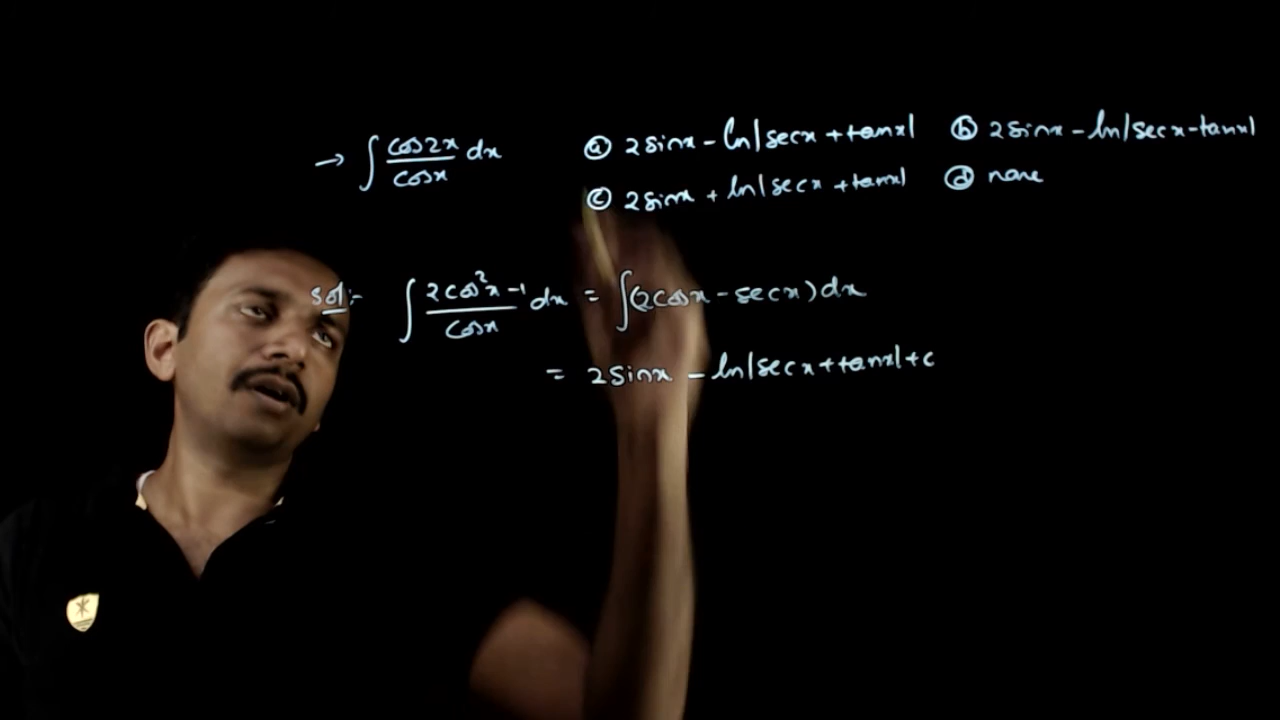 → ∫ cos2x/cosx dx   ⓐ 2sinx - ln|secx + tanx|   ⓑ 2sinx - ln|secx - tanx|
ⓒ 2sinx + ln|secx + tanx|   ⓓ none
Sol:- ∫ (2cos²x - 1)/cosx dx = ∫(2cosx - secx) dx
= 2sinx - ln|secx + tanx| + c